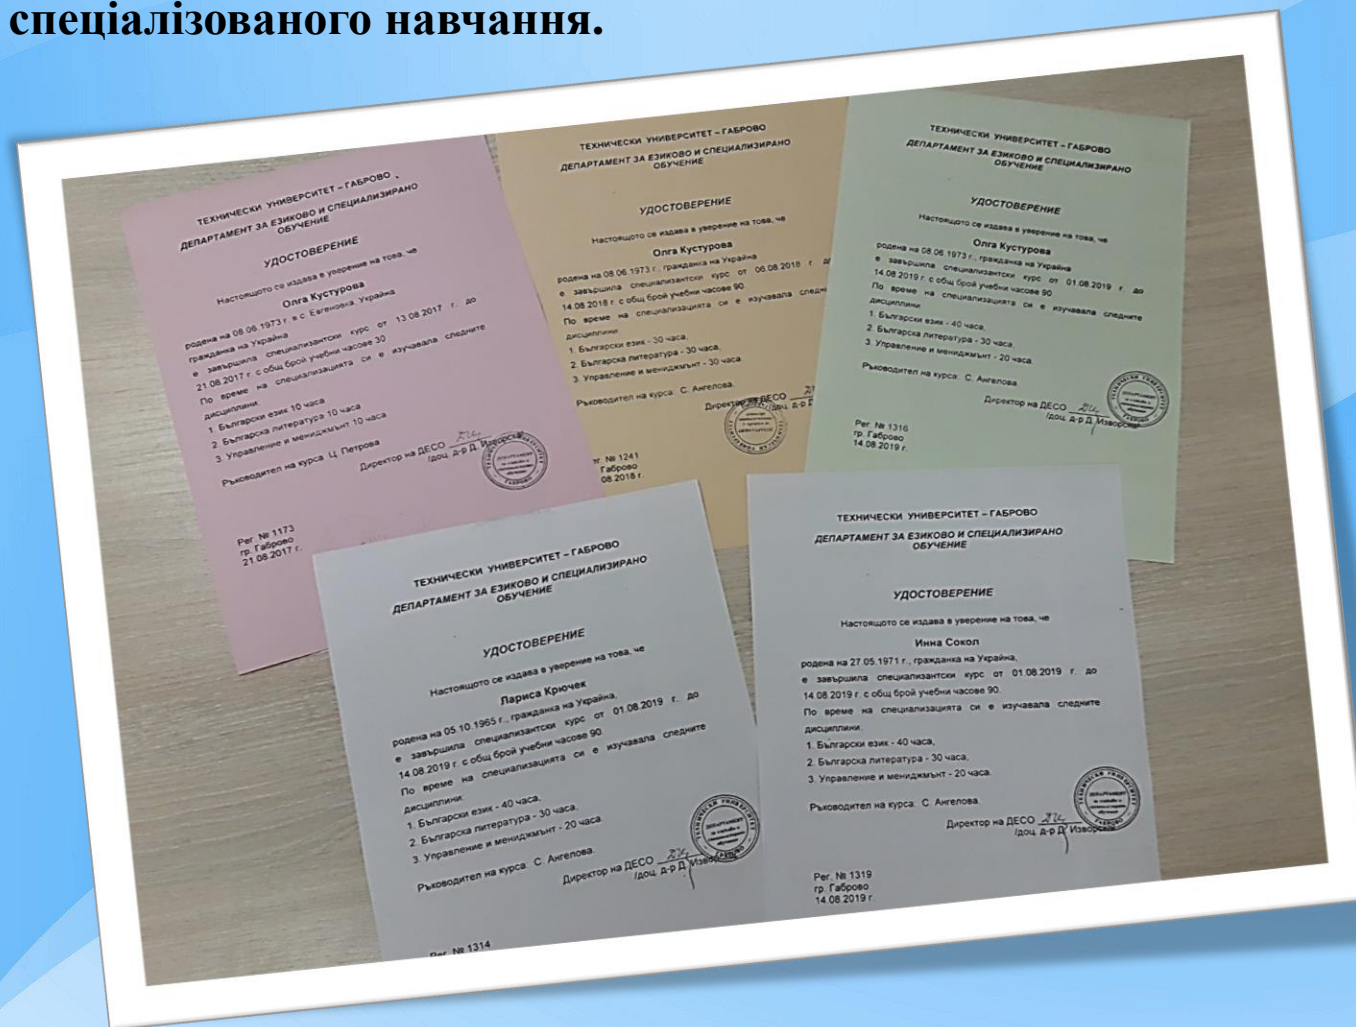 спеціалізованого навчання.
ТЕХНИЧЕСКИ УНИВЕРСИТЕТ – ГАБРОВО
ДЕПАРТАМЕНТ ЗА ЕЗИКОВО И СПЕЦИАЛИЗИРАНО
ОБУЧЕНИЕ
УДОСТОВЕРЕНИЕ
Настоящото се издава в уверение на това, че
Олга Кустурова
родена на 08.06.1973 г. в с. Евгеновка, Украйна
гражданка на Украйна
е завършила специализантски курс от 13.08.2017 г. до
21.08.2017 г. с общ брой учебни часове 30
По време на специализацията си е изучавала следните
дисциплини
1. Български език 10 часа
2. Българска литература 10 часа
3. Управление и мениджмънт 10 часа
Ръководител на курса Ц. Петрова
Директор на ДЕСО
/доц. д-р Д. Изворска
Рег. № 1173
гр. Габрово
21.08.2017 г.
ТЕХНИЧЕСКИ УНИВЕРСИТЕТ – ГАБРОВО
ДЕПАРТАМЕНТ ЗА ЕЗИКОВО И СПЕЦИАЛИЗИРАНО
ОБУЧЕНИЕ
УДОСТОВЕРЕНИЕ
Настоящото се издава в уверение на това, че
Олга Кустурова
родена на 08.06.1973 г., гражданка на Украйна
е завършила специализантски курс от 06.08.2018 г.
14.08.2018 г. с общ брой учебни часове 90.
По време на специализацията си е изучавала
дисциплини:
1. Български език - 30 часа,
2. Българска литература - 30 часа,
3. Управление и мениджмънт - 30 часа.
Ръководител на курса: С. Ангелова.
Директор на ДЕСО
/доц. д-р Д.
№ 1241
Габрово
08.2018 г.
ТЕХНИЧЕСКИ УНИВЕРСИТЕТ – ГАБРОВО
ДЕПАРТАМЕНТ ЗА ЕЗИКОВО И СПЕЦИАЛИЗИРАНО
ОБУЧЕНИЕ
УДОСТОВЕРЕНИЕ
Настоящото се издава в уверение на това, че
Олга Кустурова
родена на 08.06.1973 г., гражданка на Украйна
е завършила специализантски курс от 01.08.2019 г. до
14.08.2019 г. с общ брой учебни часове 90.
По време на специализацията си е изучавала следните
дисциплини:
1. Български език - 40 часа,
2. Българска литература - 30 часа,
3. Управление и мениджмънт - 20 часа.
Ръководител на курса: С. Ангелова.
Директор на ДЕСО
/доц. д-р Д. Изворска
Рег. № 1316
гр. Габрово
14.08.2019 г.
ТЕХНИЧЕСКИ УНИВЕРСИТЕТ – ГАБРОВО
ДЕПАРТАМЕНТ ЗА ЕЗИКОВО И СПЕЦИАЛИЗИРАНО
ОБУЧЕНИЕ
УДОСТОВЕРЕНИЕ
Настоящото се издава в уверение на това, че
Лариса Крючек
родена на 05.10.1965 г., гражданка на Украйна,
е завършила специализантски курс от 01.08.2019 г. до
14.08.2019 г. с общ брой учебни часове 90.
По време на специализацията си е изучавала следните
дисциплини:
1. Български език - 40 часа,
2. Българска литература - 30 часа,
3. Управление и мениджмънт - 20 часа.
Ръководител на курса: С. Ангелова.
Директор на ДЕСО
/доц. д-р Д. Изворска
Рег. № 1314
ТЕХНИЧЕСКИ УНИВЕРСИТЕТ – ГАБРОВО
ДЕПАРТАМЕНТ ЗА ЕЗИКОВО И СПЕЦИАЛИЗИРАНО
ОБУЧЕНИЕ
УДОСТОВЕРЕНИЕ
Настоящото се издава в уверение на това, че
Инна Сокол
родена на 27.05.1971 г., гражданка на Украйна,
е завършила специализантски курс от 01.08.2019 г. до
14.08.2019 г. с общ брой учебни часове 90.
По време на специализацията си е изучавала следните
дисциплини:
1. Български език - 40 часа,
2. Българска литература - 30 часа,
3. Управление и мениджмънт - 20 часа.
Ръководител на курса: С. Ангелова.
Директор на ДЕСО
/доц. д-р Д. Изворска
Рег. № 1319
гр. Габрово
14.08.2019 г.